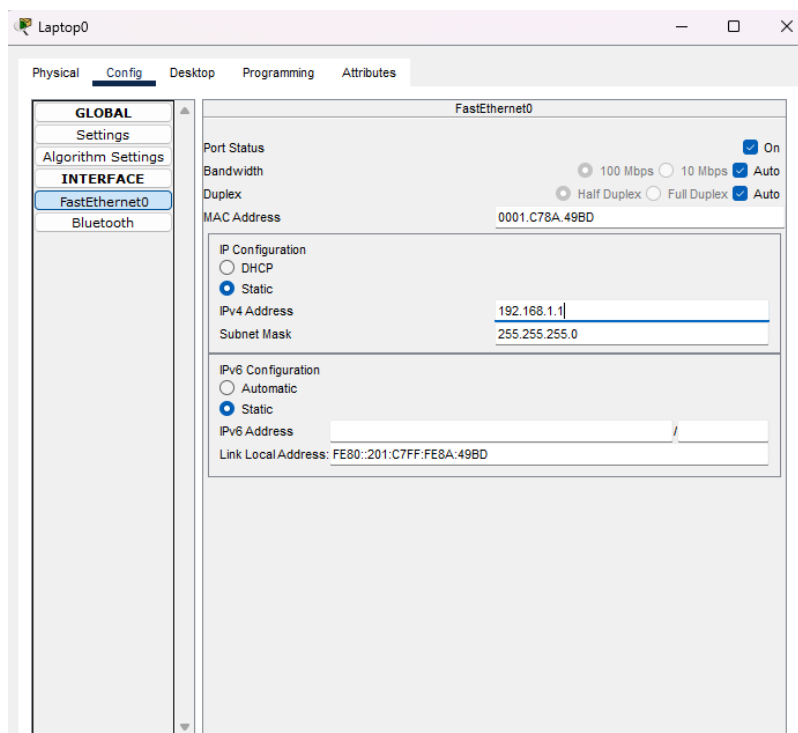 Laptop0
Physical Config Desktop Programming Attributes
GLOBAL
Settings
Algorithm Settings
INTERFACE
FastEthernet0
Bluetooth
FastEthernet0
Port Status On
Bandwidth 100 Mbps 10 Mbps Auto
Duplex Half Duplex Full Duplex Auto
MAC Address 0001.C78A.49BD
IP Configuration
DHCP
Static
IPv4 Address 192.168.1.1
Subnet Mask 255.255.255.0
IPv6 Configuration
Automatic
Static
IPv6 Address /
Link Local Address: FE80::201:C7FF:FE8A:49BD